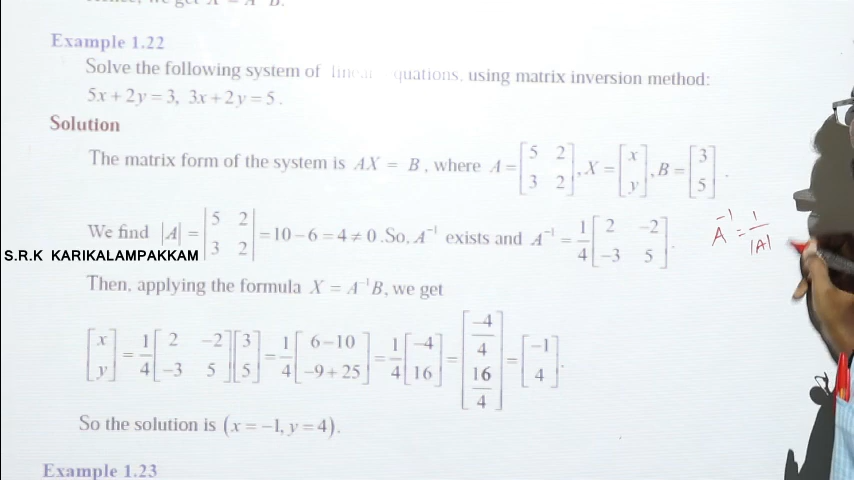 Hence, we get X = A⁻¹B.
Example 1.22
Solve the following system of linear equations, using matrix inversion method:
5x + 2y = 3, 3x + 2y = 5 .
Solution
The matrix form of the system is AX = B , where A = [5 2; 3 2], X = [x; y], B = [3; 5] .
We find |A| = |5 2; 3 2| = 10 − 6 = 4 ≠ 0 . So, A⁻¹ exists and A⁻¹ = 1/4 [2 −2; −3 5] .
A⁻¹ = 1/|A|
S.R.K KARIKALAMPAKKAM
Then, applying the formula X = A⁻¹B, we get
[x; y] = 1/4 [2 −2; −3 5] [3; 5] = 1/4 [6 − 10; −9 + 25] = 1/4 [−4; 16] = [−4/4; 16/4] = [−1; 4] .
So the solution is (x = −1, y = 4).
Example 1.23